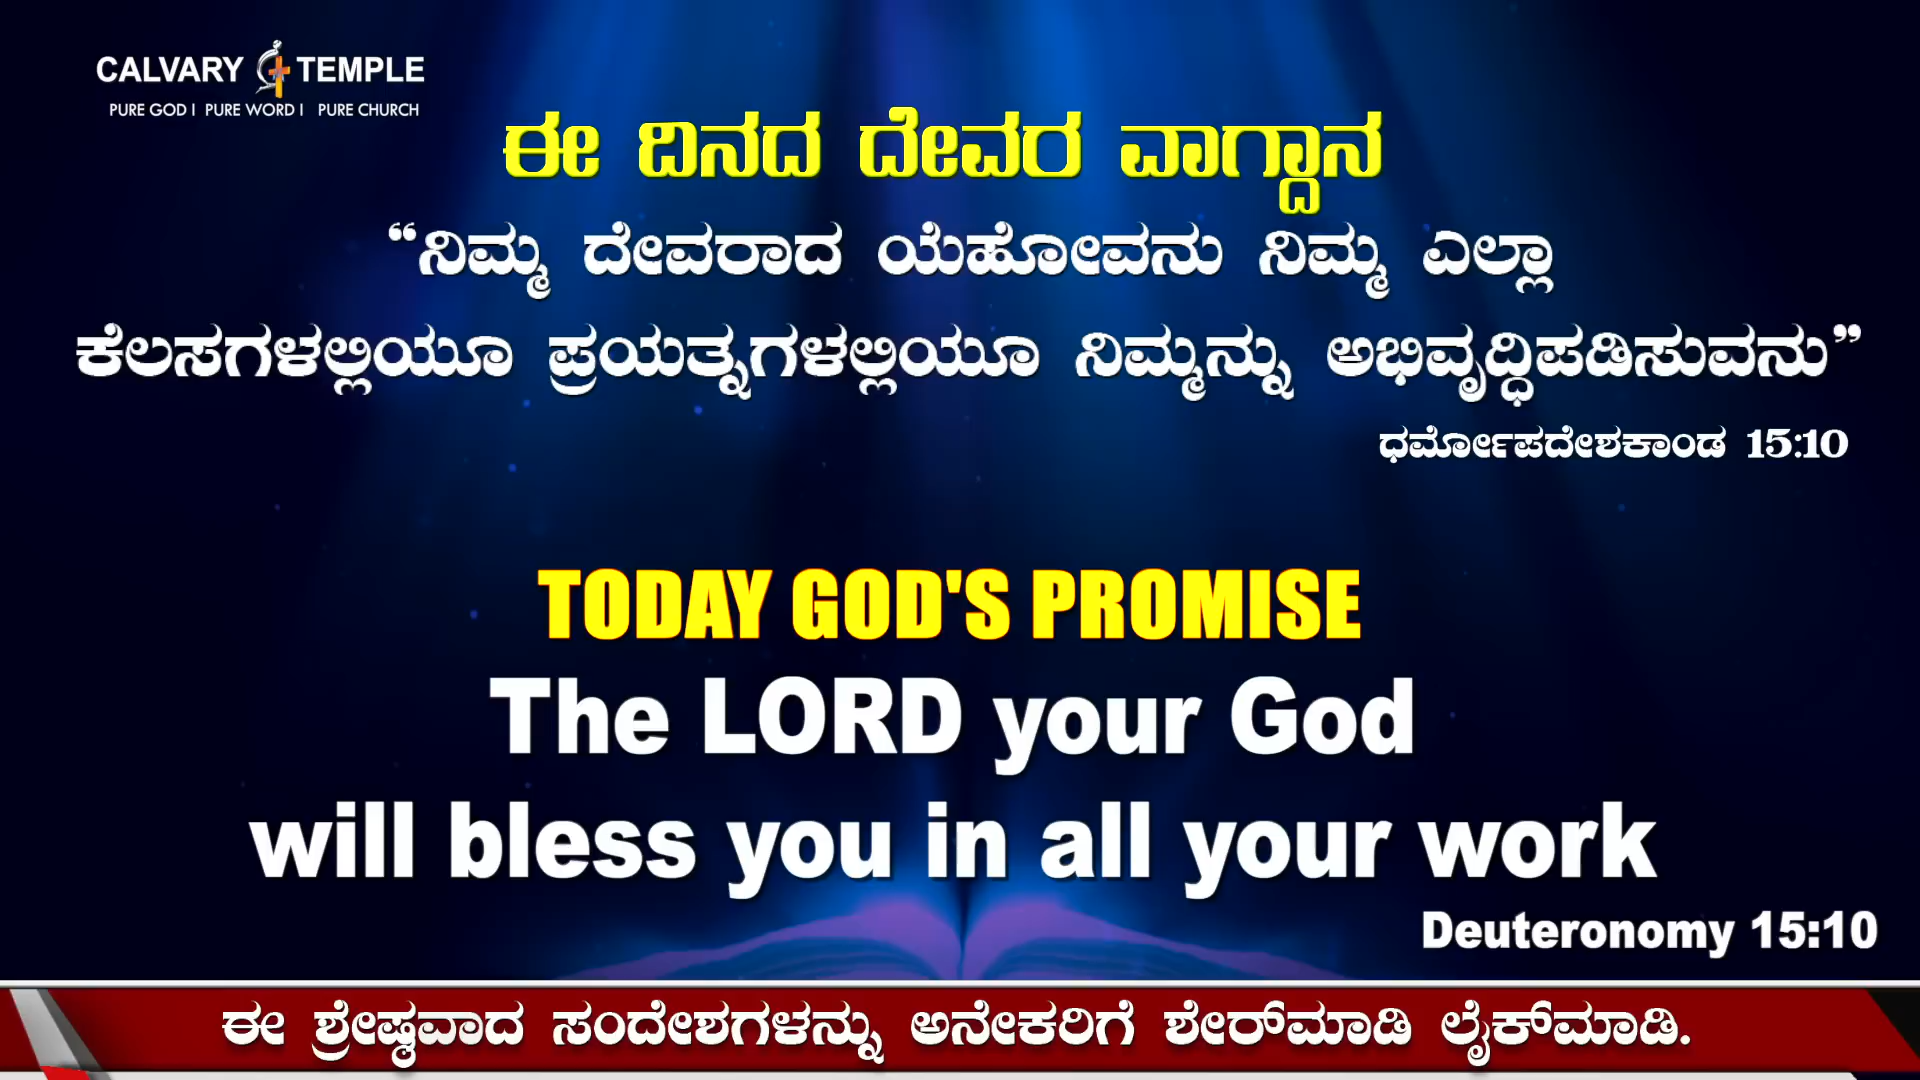 CALVARY TEMPLE
PURE GOD I PURE WORD I PURE CHURCH
ಈ ದಿನದ ದೇವರ ವಾಗ್ದಾನ
“ನಿಮ್ಮ ದೇವರಾದ ಯೆಹೋವನು ನಿಮ್ಮ ಎಲ್ಲಾ
ಕೆಲಸಗಳಲ್ಲಿಯೂ ಪ್ರಯತ್ನಗಳಲ್ಲಿಯೂ ನಿಮ್ಮನ್ನು ಅಭಿವೃದ್ಧಿಪಡಿಸುವನು”
ಧರ್ಮೋಪದೇಶಕಾಂಡ 15:10
TODAY GOD'S PROMISE
The LORD your God
will bless you in all your work
Deuteronomy 15:10
ಈ ಶ್ರೇಷ್ಠವಾದ ಸಂದೇಶಗಳನ್ನು ಅನೇಕರಿಗೆ ಶೇರ್‌ಮಾಡಿ ಲೈಕ್‌ಮಾಡಿ.